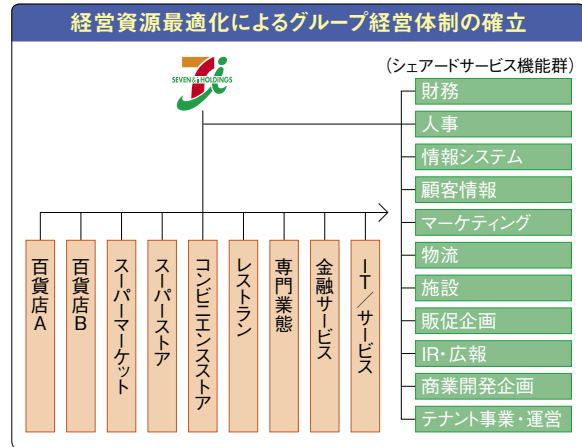 経営資源最適化によるグループ経営体制の確立
SEVEN & i HOLDINGS
(シェアードサービス機能群)
財務
人事
情報システム
顧客情報
マーケティング
物流
施設
販促企画
IR・広報
商業開発企画
テナント事業・運営
百貨店A
百貨店B
スーパーマーケット
スーパーストア
コンビニエンスストア
レストラン
専門業態
金融サービス
IT/サービス